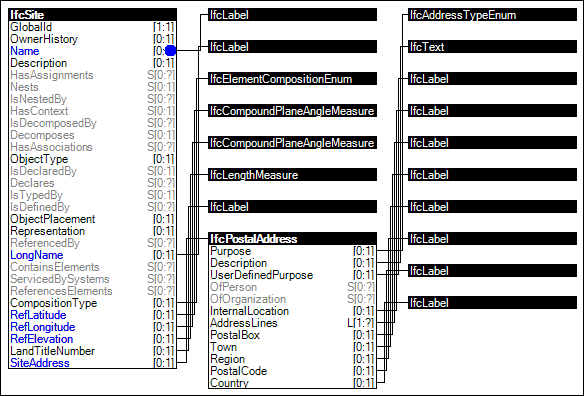 IfcSite
GlobalId [1:1]
OwnerHistory [0:1]
Name [0:
Description [0:1]
HasAssignments S[0:?]
Nests S[0:1]
IsNestedBy S[0:?]
HasContext S[0:1]
IsDecomposedBy S[0:?]
Decomposes S[0:1]
HasAssociations S[0:?]
ObjectType [0:1]
IsDeclaredBy S[0:1]
Declares S[0:?]
IsTypedBy S[0:1]
IsDefinedBy S[0:?]
ObjectPlacement [0:1]
Representation [0:1]
ReferencedBy S[0:?]
LongName [0:1]
ContainsElements S[0:?]
ServicedBySystems S[0:?]
ReferencesElements S[0:?]
CompositionType [0:1]
RefLatitude [0:1]
RefLongitude [0:1]
RefElevation [0:1]
LandTitleNumber [0:1]
SiteAddress [0:1]
IfcLabel
IfcLabel
IfcElementCompositionEnum
IfcCompoundPlaneAngleMeasure
IfcCompoundPlaneAngleMeasure
IfcLengthMeasure
IfcLabel
IfcPostalAddress
Purpose [0:1]
Description [0:1]
UserDefinedPurpose [0:1]
OfPerson S[0:?]
OfOrganization S[0:?]
InternalLocation [0:1]
AddressLines L[1:?]
PostalBox [0:1]
Town [0:1]
Region [0:1]
PostalCode [0:1]
Country [0:1]
IfcAddressTypeEnum
IfcText
IfcLabel
IfcLabel
IfcLabel
IfcLabel
IfcLabel
IfcLabel
IfcLabel
IfcLabel